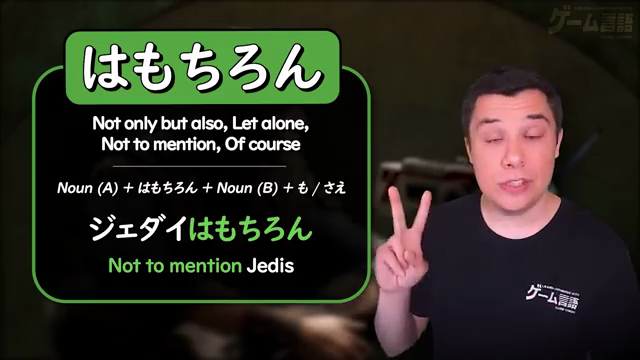 はもちろん
Not only but also, Let alone,
Not to mention, Of course
Noun (A) + はもちろん + Noun (B) + も / さえ
ジェダイはもちろん
Not to mention Jedis
ゲーム言語
ゲーム言語